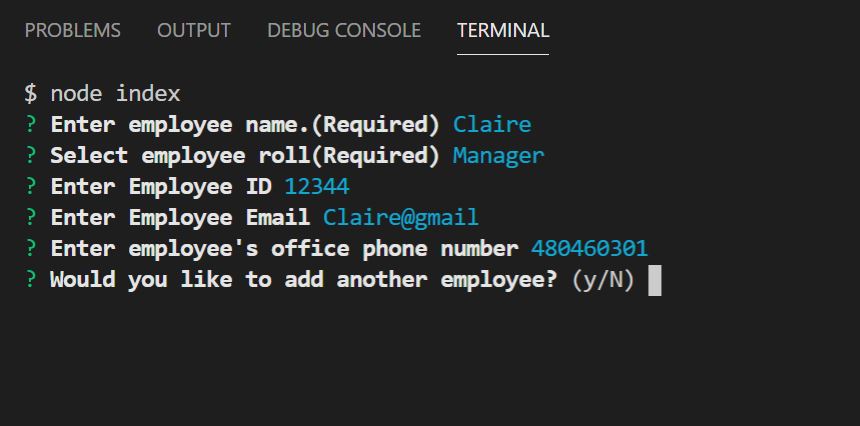 PROBLEMS OUTPUT DEBUG CONSOLE TERMINAL
$ node index
? Enter employee name.(Required) Claire
? Select employee roll(Required) Manager
? Enter Employee ID 12344
? Enter Employee Email Claire@gmail
? Enter employee's office phone number 480460301
? Would you like to add another employee? (y/N)